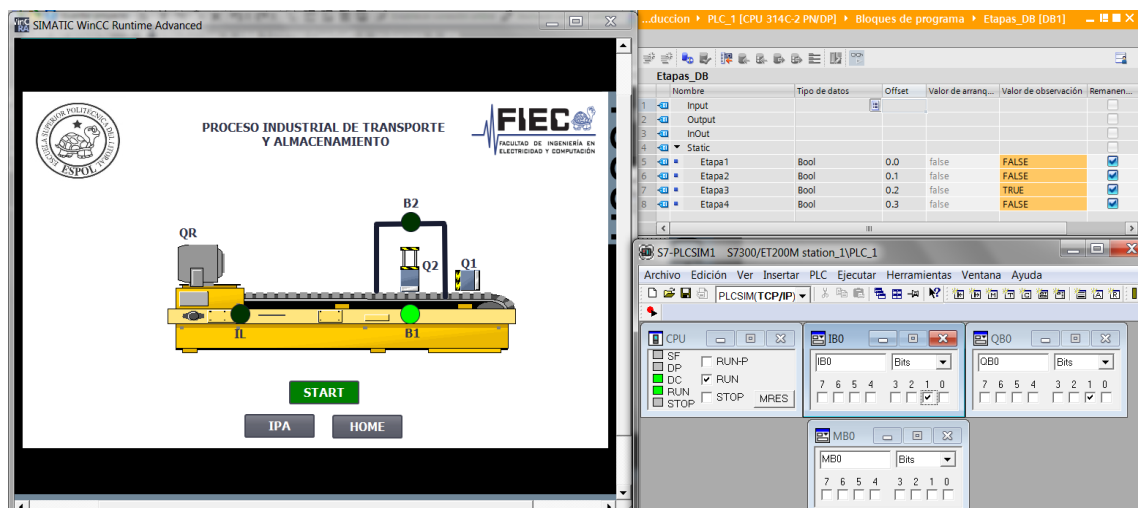 SIMATIC WinCC Runtime Advanced
ESCUELA SUPERIOR POLITÉCNICA DEL LITORAL
ESPOL
PROCESO INDUSTRIAL DE TRANSPORTE
Y ALMACENAMIENTO
FIEC
FACULTAD DE INGENIERÍA EN
ELECTRICIDAD Y COMPUTACIÓN
B2
QR
Q2
Q1
IL
B1
START
IPA
HOME
...duccion PLC_1 [CPU 314C-2 PN/DP] Bloques de programa Etapas_DB [DB1]
Etapas_DB
Nombre Tipo de datos Offset Valor de arranq... Valor de observación Remanen...
1 Input
2 Output
3 InOut
4 Static
5 Etapa1 Bool 0.0 false FALSE
6 Etapa2 Bool 0.1 false FALSE
7 Etapa3 Bool 0.2 false TRUE
8 Etapa4 Bool 0.3 false FALSE
S7-PLCSIM1 S7300/ET200M station_1\PLC_1
Archivo Edición Ver Insertar PLC Ejecutar Herramientas Ventana Ayuda
PLCSIM(TCP/IP)
CPU
SF
DP
DC
RUN
STOP
RUN-P
RUN
STOP
MRES
IB0
IB0 Bits
7 6 5 4 3 2 1 0
QB0
QB0 Bits
7 6 5 4 3 2 1 0
MB0
MB0 Bits
7 6 5 4 3 2 1 0